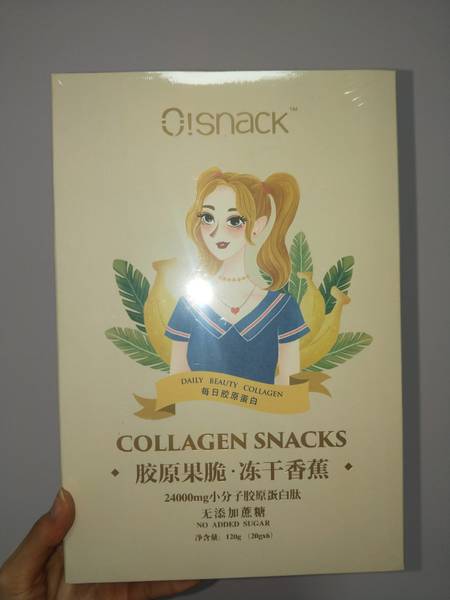 O!snack™
DAILY BEAUTY COLLAGEN
每日胶原蛋白
COLLAGEN SNACKS
胶原果脆·冻干香蕉
24000mg小分子胶原蛋白肽
无添加蔗糖
NO ADDED SUGAR
净含量: 120g (20gx6)